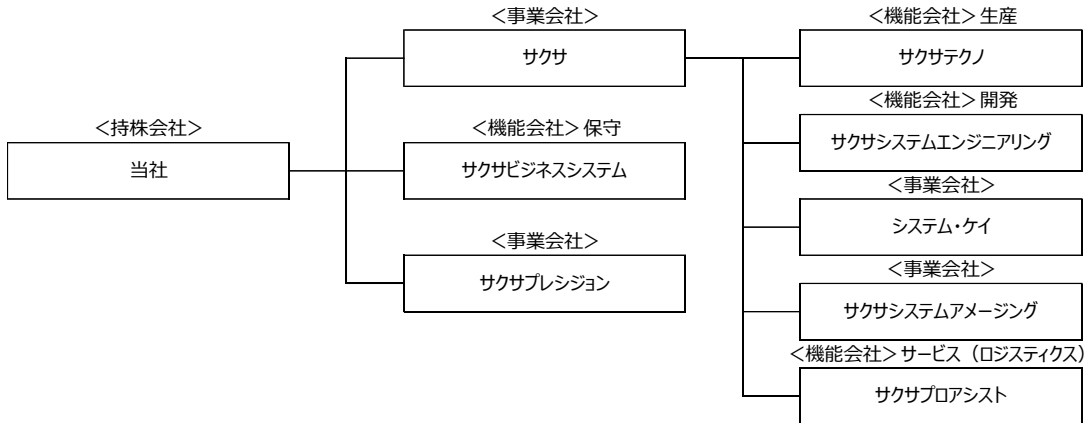 ＜持株会社＞
当社
＜事業会社＞
サクサ
＜機能会社＞保守
サクサビジネスシステム
＜事業会社＞
サクサプレシジョン
＜機能会社＞生産
サクサテクノ
＜機能会社＞開発
サクサシステムエンジニアリング
＜事業会社＞
システム・ケイ
＜事業会社＞
サクサシステムアメージング
＜機能会社＞サービス（ロジスティクス）
サクサプロアシスト